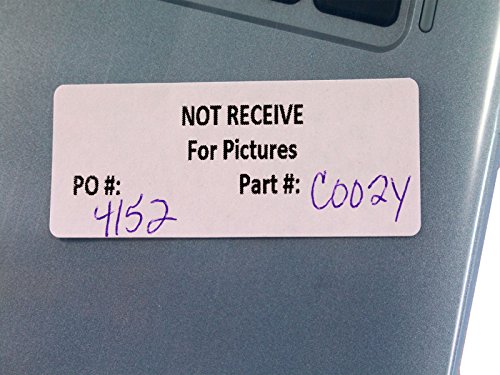 NOT RECEIVE
For Pictures
PO #: Part #: C002Y
4152